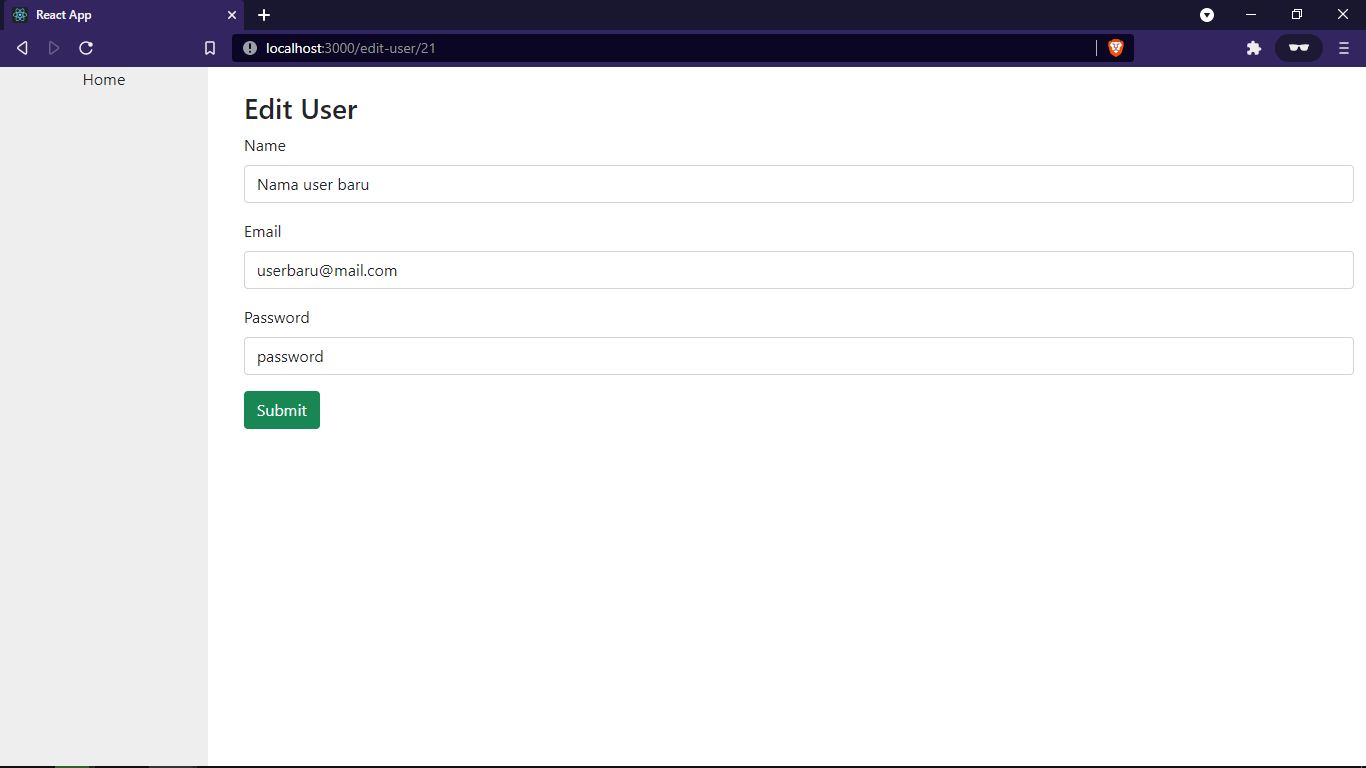 React App
localhost:3000/edit-user/21
Home
Edit User
Name
Nama user baru
Email
userbaru@mail.com
Password
password
Submit